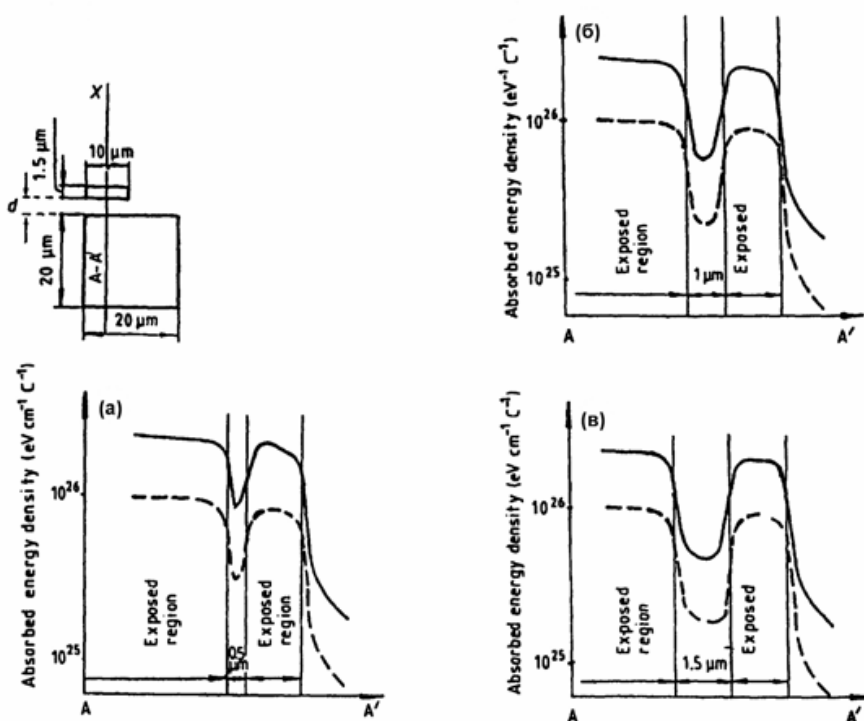 X
1.5 µm
10 µm
d
20 µm
A-A
20 µm
(б)
Absorbed energy density (eV⁻¹ C⁻¹)
10²⁶
10²⁵
Exposed region
1 µm
Exposed
A
A′
(а)
Absorbed energy density (eV cm⁻¹ C⁻¹)
10²⁶
10²⁵
Exposed region
05 µm
Exposed region
A
A′
(в)
Absorbed energy density (eV cm⁻¹ C⁻¹)
10²⁶
10²⁵
Exposed region
1.5 µm
Exposed
A
A′